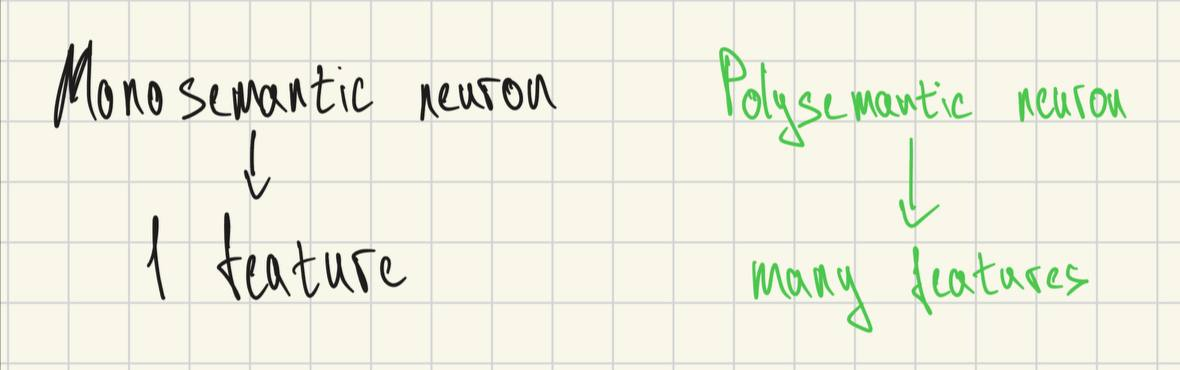 Monosemantic neuron
↓
1 feature
Polysemantic neuron
↓
many features